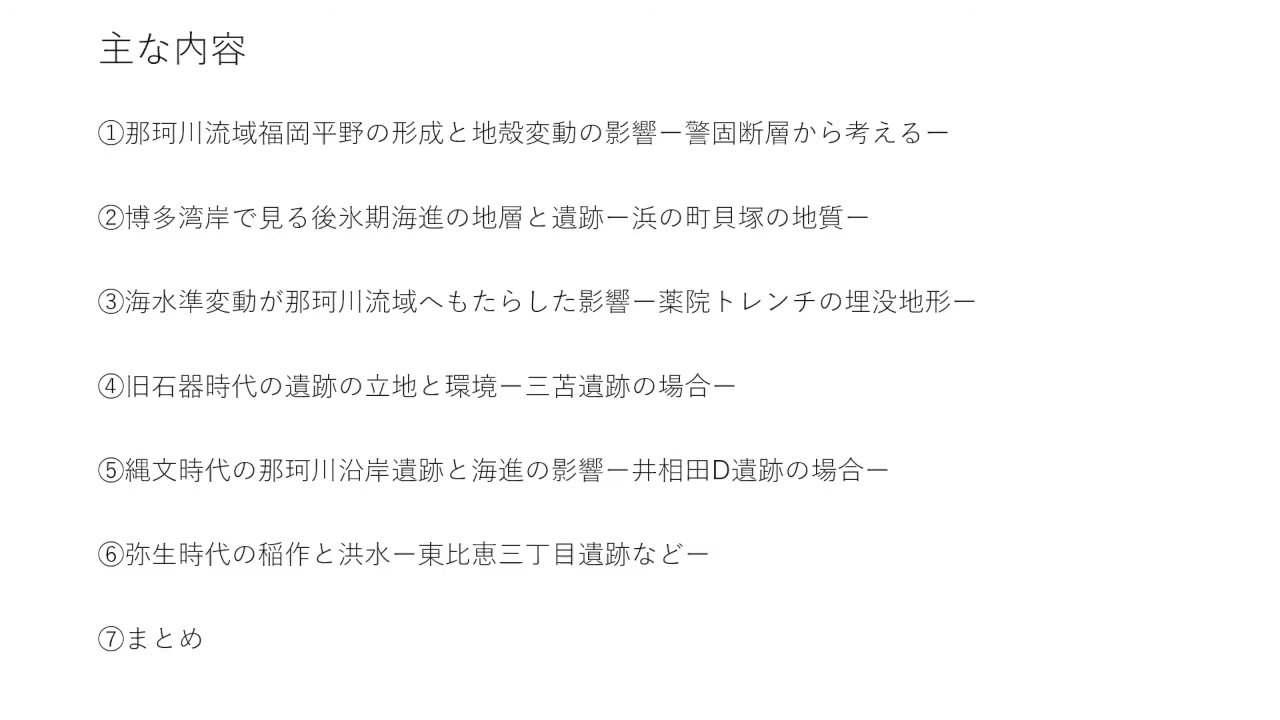 主な内容
①那珂川流域福岡平野の形成と地殻変動の影響ー警固断層から考えるー
②博多湾岸で見る後氷期海進の地層と遺跡ー浜の町貝塚の地質ー
③海水準変動が那珂川流域へもたらした影響ー薬院トレンチの埋没地形ー
④旧石器時代の遺跡の立地と環境ー三苫遺跡の場合ー
⑤縄文時代の那珂川沿岸遺跡と海進の影響ー井相田D遺跡の場合ー
⑥弥生時代の稲作と洪水ー東比恵三丁目遺跡などー
⑦まとめ